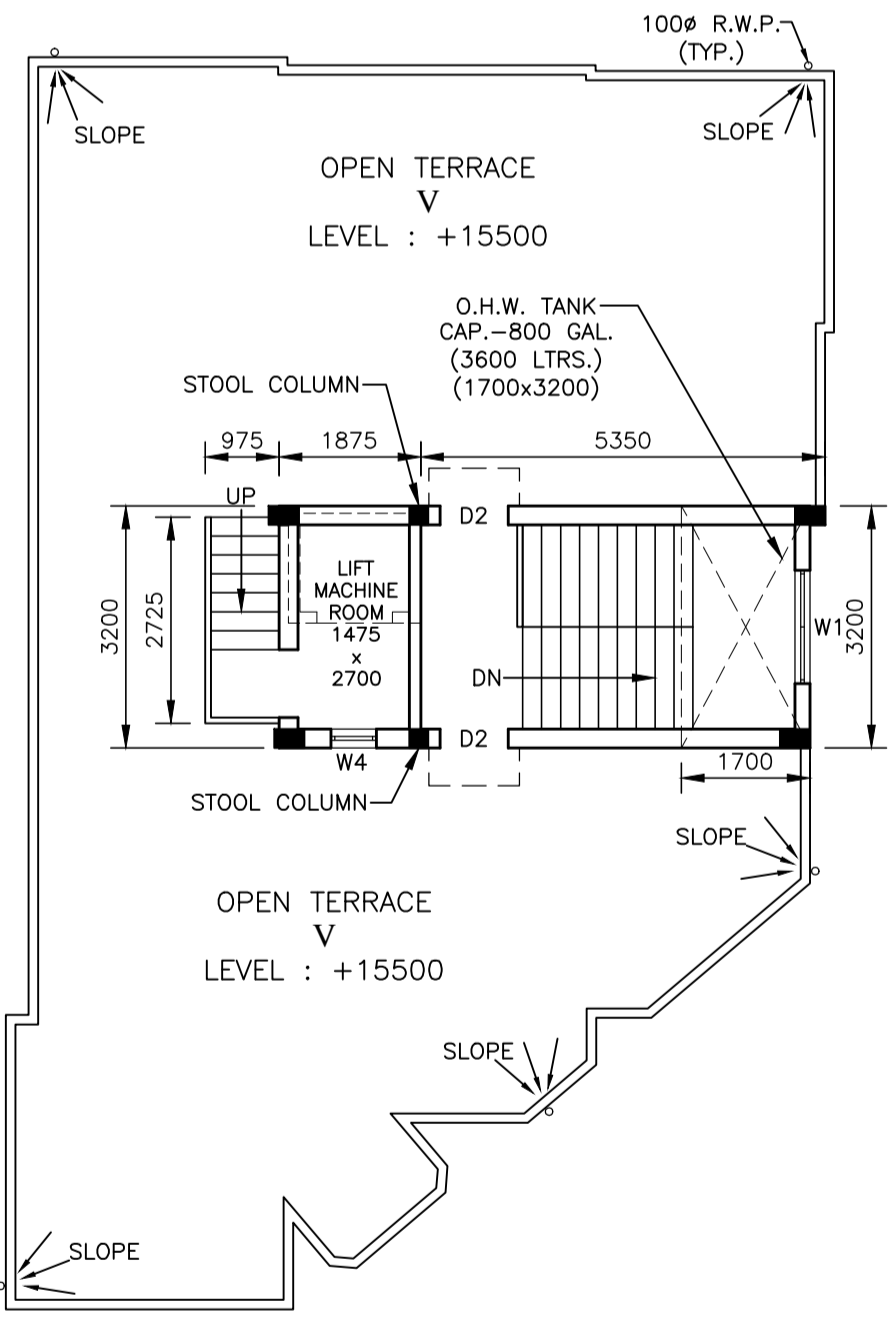 100ø R.W.P.
(TYP.)
SLOPE
SLOPE
OPEN TERRACE
V
LEVEL : +15500
O.H.W. TANK
CAP.-800 GAL.
(3600 LTRS.)
(1700x3200)
STOOL COLUMN
975
1875
5350
UP
D2
LIFT
MACHINE
ROOM
1475
x
2700
3200
2725
W1
3200
DN
D2
W4
1700
STOOL COLUMN
SLOPE
OPEN TERRACE
V
LEVEL : +15500
SLOPE
SLOPE